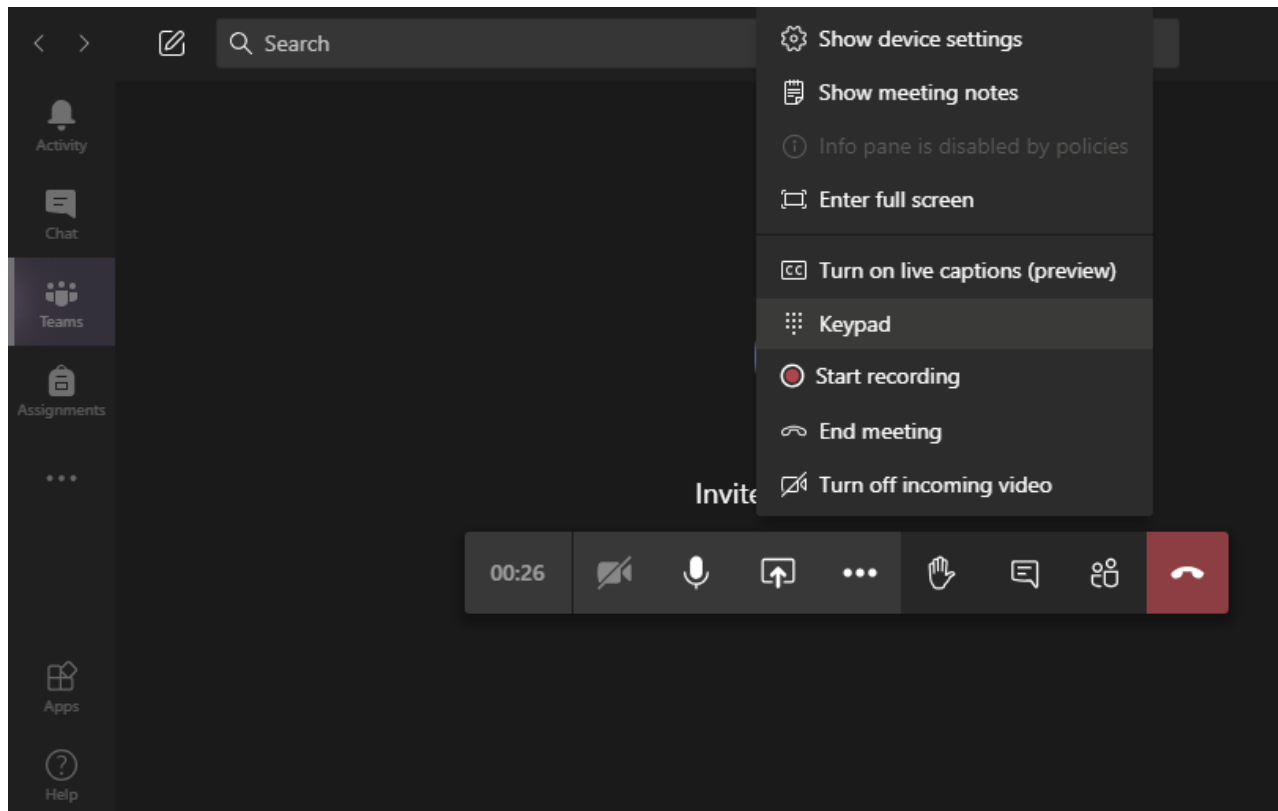 Search
Activity
Chat
Teams
Assignments
Apps
Help
Show device settings
Show meeting notes
Info pane is disabled by policies
Enter full screen
CC Turn on live captions (preview)
Keypad
Start recording
End meeting
Turn off incoming video
Invite
00:26